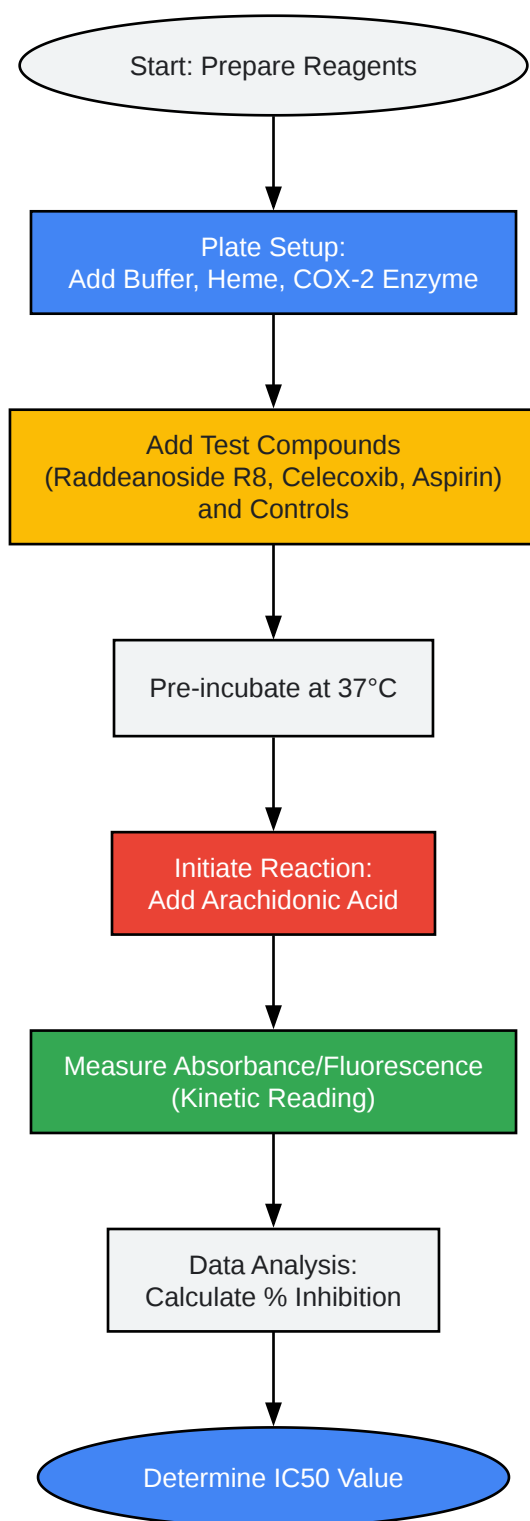 Start: Prepare Reagents
Plate Setup:
Add Buffer, Heme, COX-2 Enzyme
Add Test Compounds
(Raddeanoside R8, Celecoxib, Aspirin)
and Controls
Pre-incubate at 37°C
Initiate Reaction:
Add Arachidonic Acid
Measure Absorbance/Fluorescence
(Kinetic Reading)
Data Analysis:
Calculate % Inhibition
Determine IC50 Value